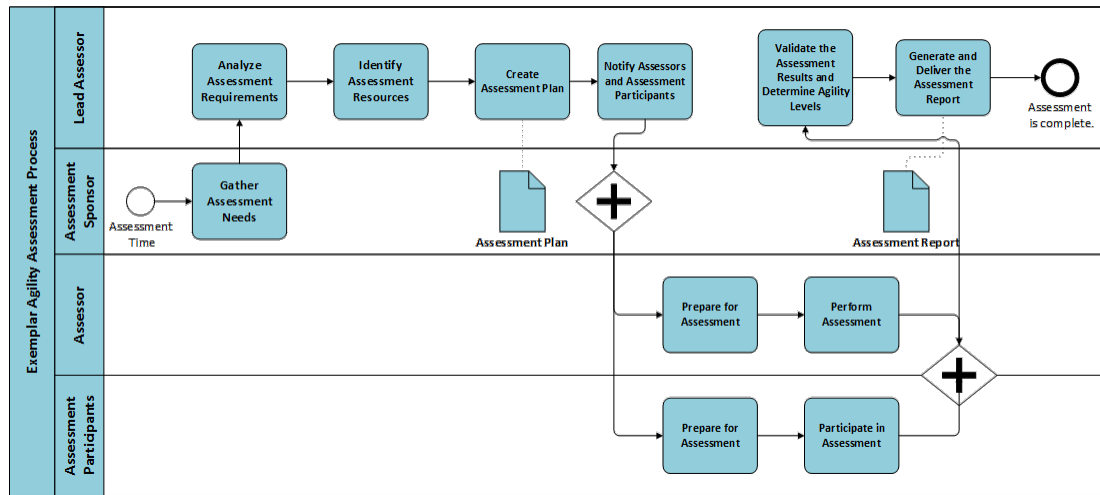 Exemplar Agility Assessment Process
Lead Assessor
Analyze
Assessment
Requirements
Identify
Assessment
Resources
Create
Assessment Plan
Notify Assessors
and Assessment
Participants
Validate the
Assessment
Results and
Determine Agility
Levels
Generate and
Deliver the
Assessment
Report
Assessment
is complete.
Assessment
Sponsor
Assessment
Time
Gather
Assessment
Needs
Assessment Plan
Assessment Report
Assessor
Prepare for
Assessment
Perform
Assessment
Assessment
Participants
Prepare for
Assessment
Participate in
Assessment